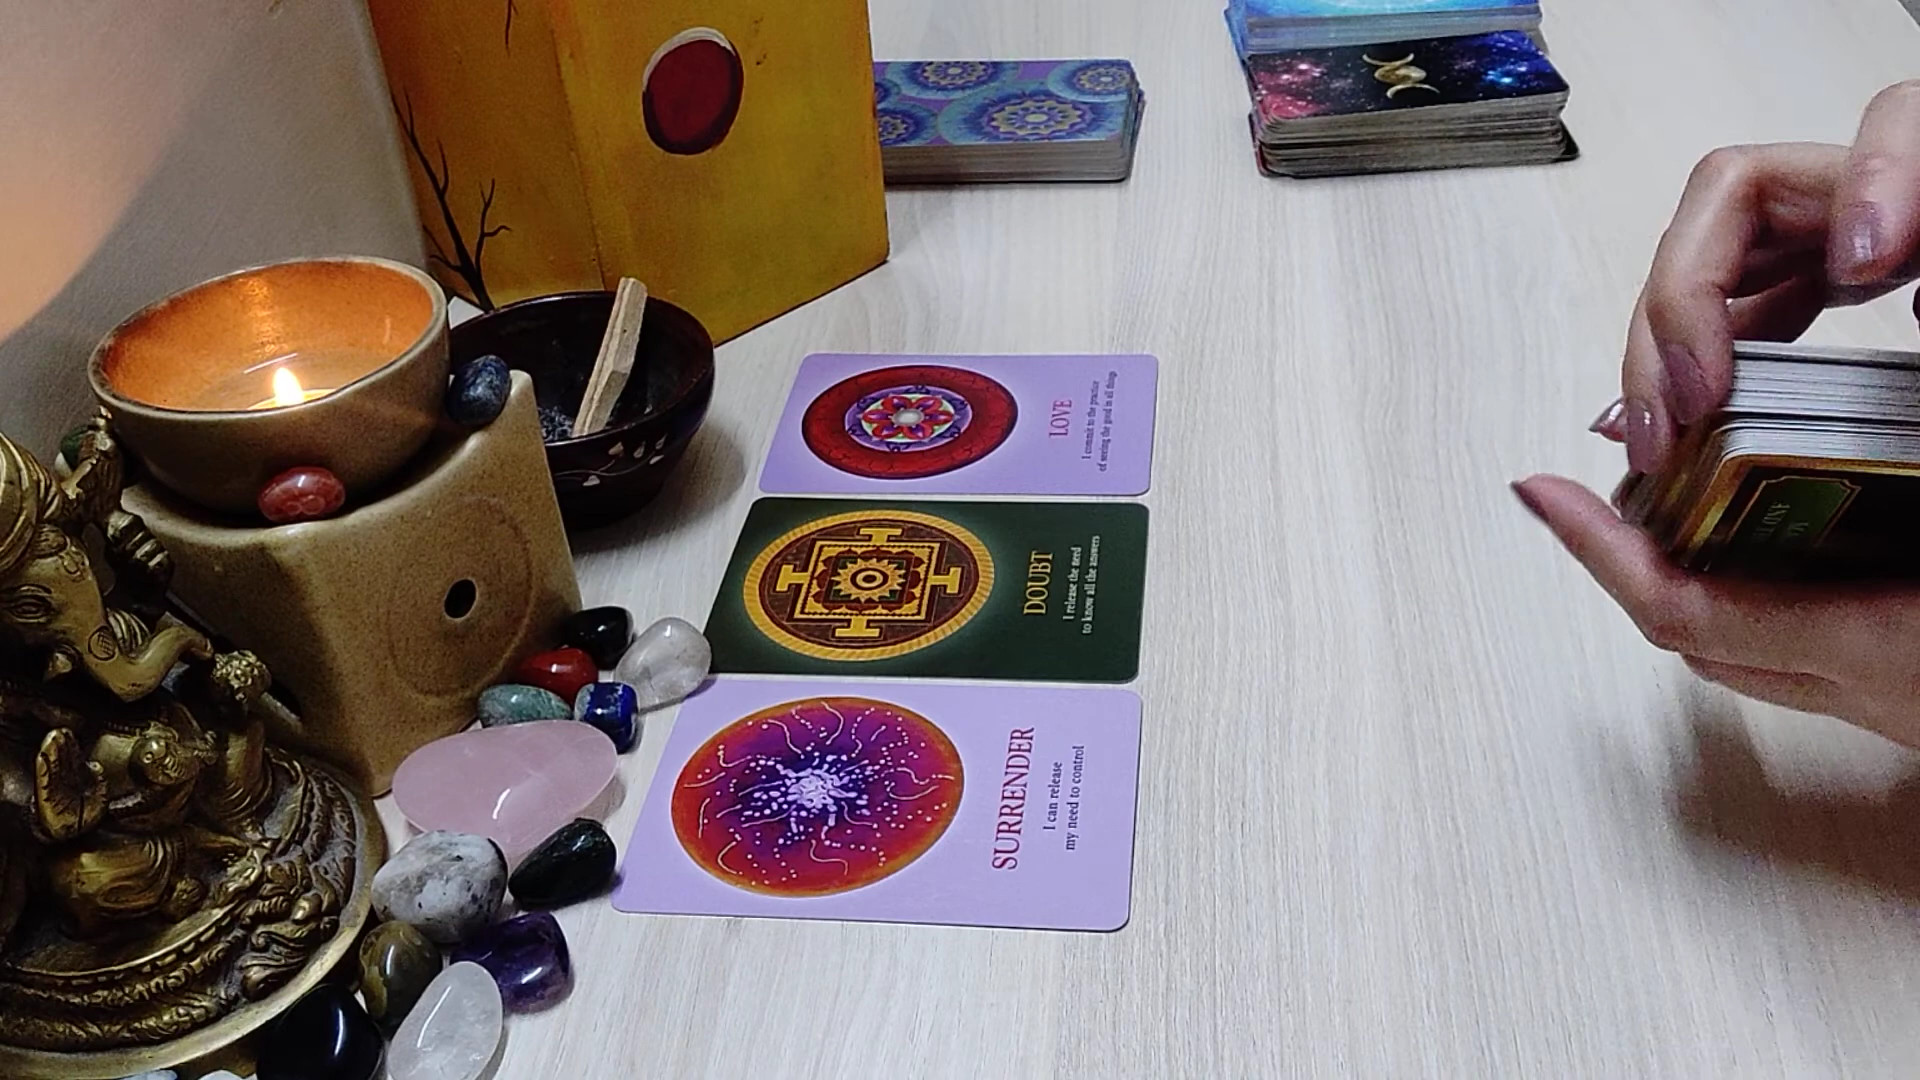 LOVE
I commit to the practice
of seeing the good in all things
DOUBT
I release the need
to know all the answers
SURRENDER
I can release
my need to control